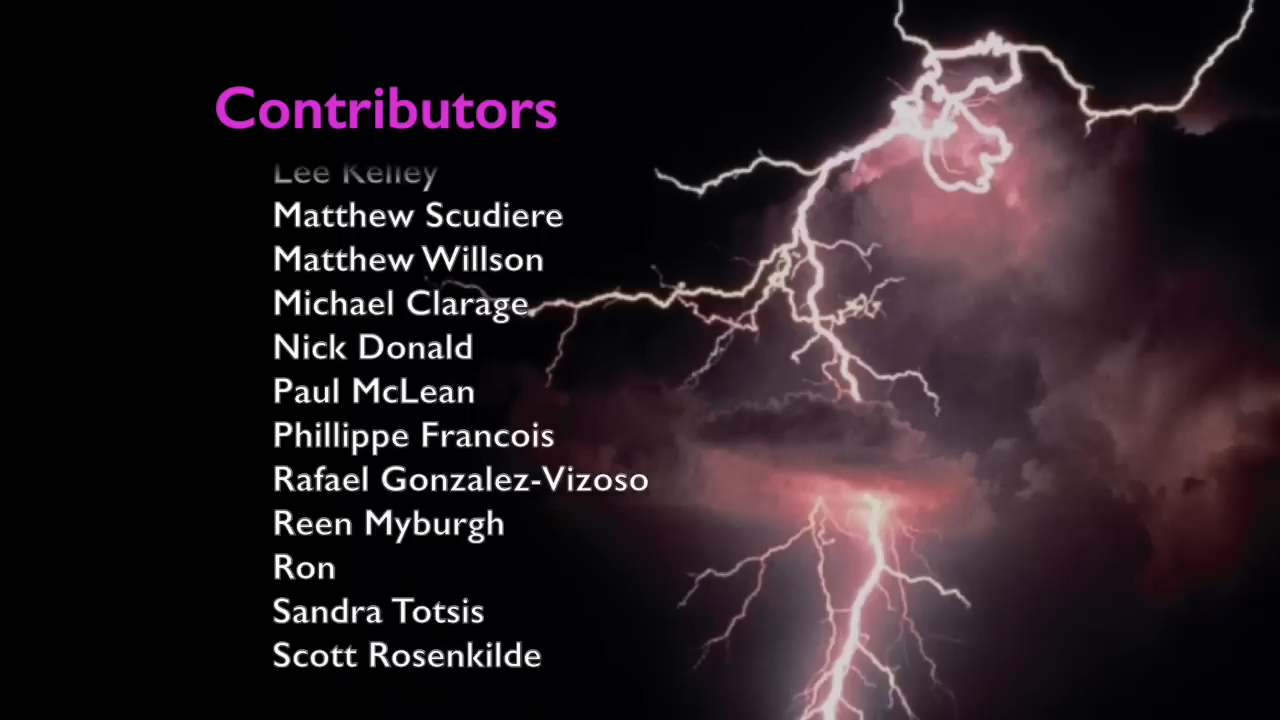 Contributors
Lee Kelley
Matthew Scudiere
Matthew Willson
Michael Clarage
Nick Donald
Paul McLean
Phillippe Francois
Rafael Gonzalez-Vizoso
Reen Myburgh
Ron
Sandra Totsis
Scott Rosenkilde